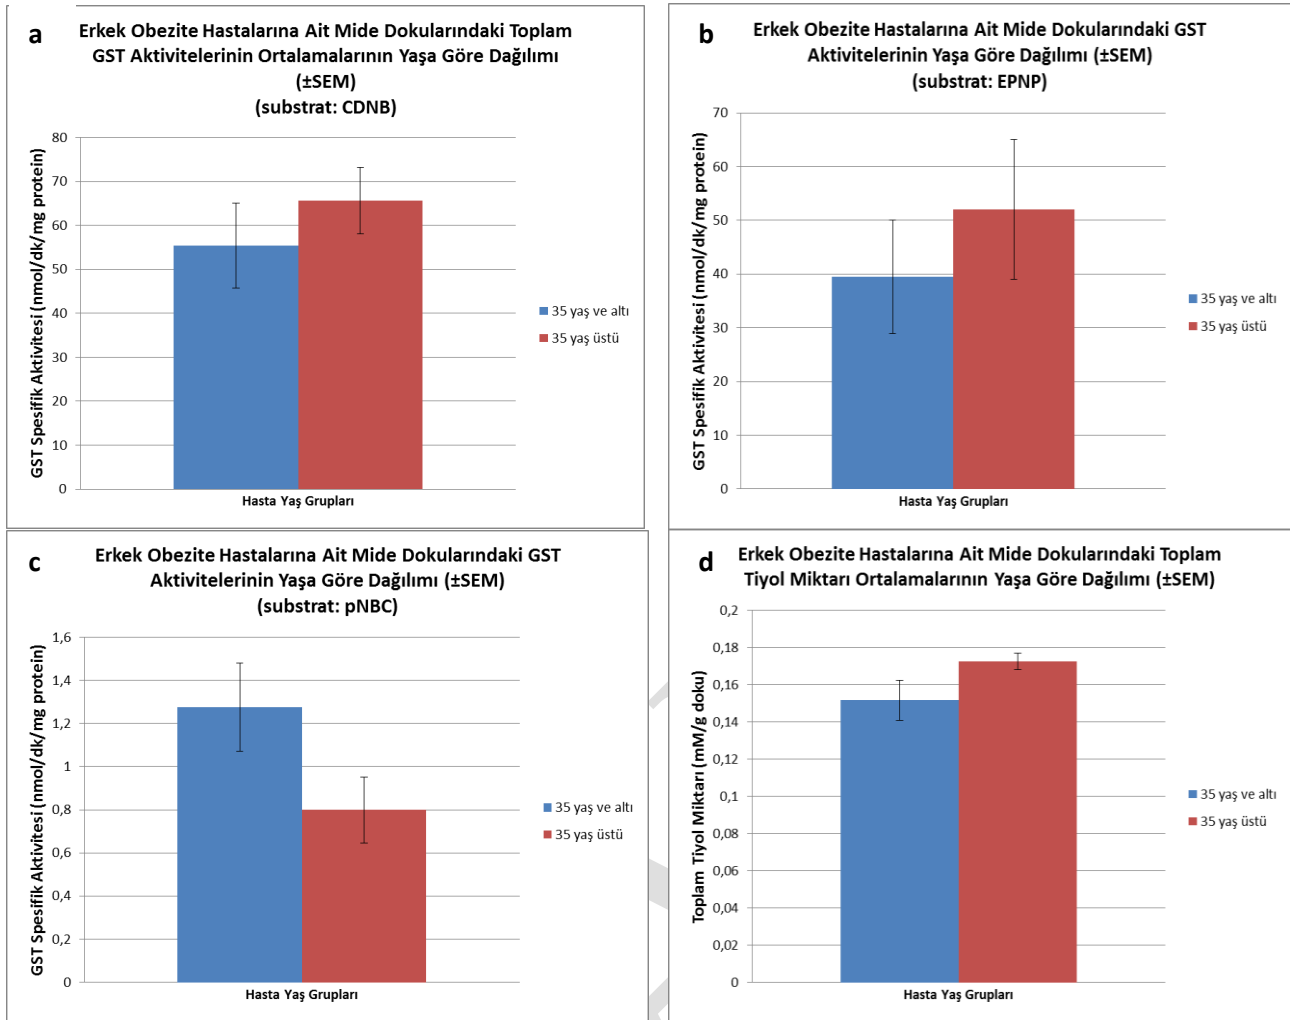 a
Erkek Obezite Hastalarına Ait Mide Dokularındaki Toplam
GST Aktivitelerinin Ortalamalarının Yaşa Göre Dağılımı
(±SEM)
(substrat: CDNB)
GST Spesifik Aktivitesi (nmol/dk/mg protein)
80
70
60
50
40
30
20
10
0
Hasta Yaş Grupları
35 yaş ve altı
35 yaş üstü
b
Erkek Obezite Hastalarına Ait Mide Dokularındaki GST
Aktivitelerinin Yaşa Göre Dağılımı (±SEM)
(substrat: EPNP)
GST Spesifik Aktivitesi (nmol/dk/mg protein)
70
60
50
40
30
20
10
0
Hasta Yaş Grupları
35 yaş ve altı
35 yaş üstü
c
Erkek Obezite Hastalarına Ait Mide Dokularındaki GST
Aktivitelerinin Yaşa Göre Dağılımı (±SEM)
(substrat: pNBC)
GST Spesifik Aktivitesi (nmol/dk/mg protein)
1,6
1,4
1,2
1
0,8
0,6
0,4
0,2
0
Hasta Yaş Grupları
35 yaş ve altı
35 yaş üstü
d
Erkek Obezite Hastalarına Ait Mide Dokularındaki Toplam
Tiyol Miktarı Ortalamalarının Yaşa Göre Dağılımı (±SEM)
Toplam Tiyol Miktarı (mM/g doku)
0,2
0,18
0,16
0,14
0,12
0,1
0,08
0,06
0,04
0,02
0
Hasta Yaş Grupları
35 yaş ve altı
35 yaş üstü